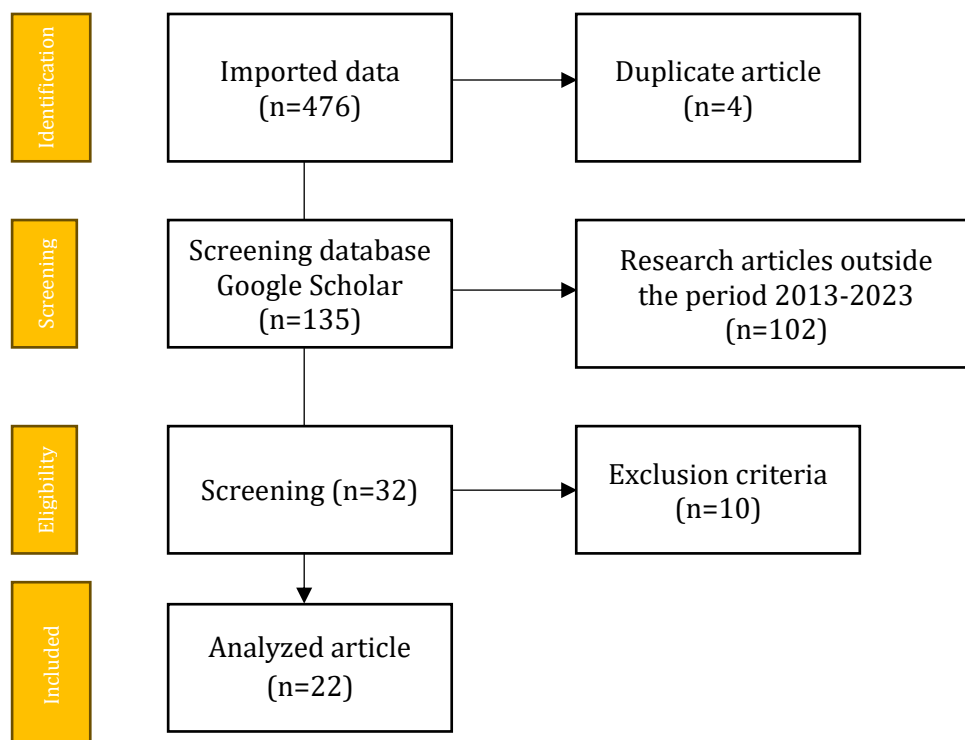 Identification
Imported data
(n=476)
Duplicate article
(n=4)
Screening
Screening database
Google Scholar
(n=135)
Research articles outside
the period 2013-2023
(n=102)
Eligibility
Screening (n=32)
Exclusion criteria
(n=10)
Included
Analyzed article
(n=22)